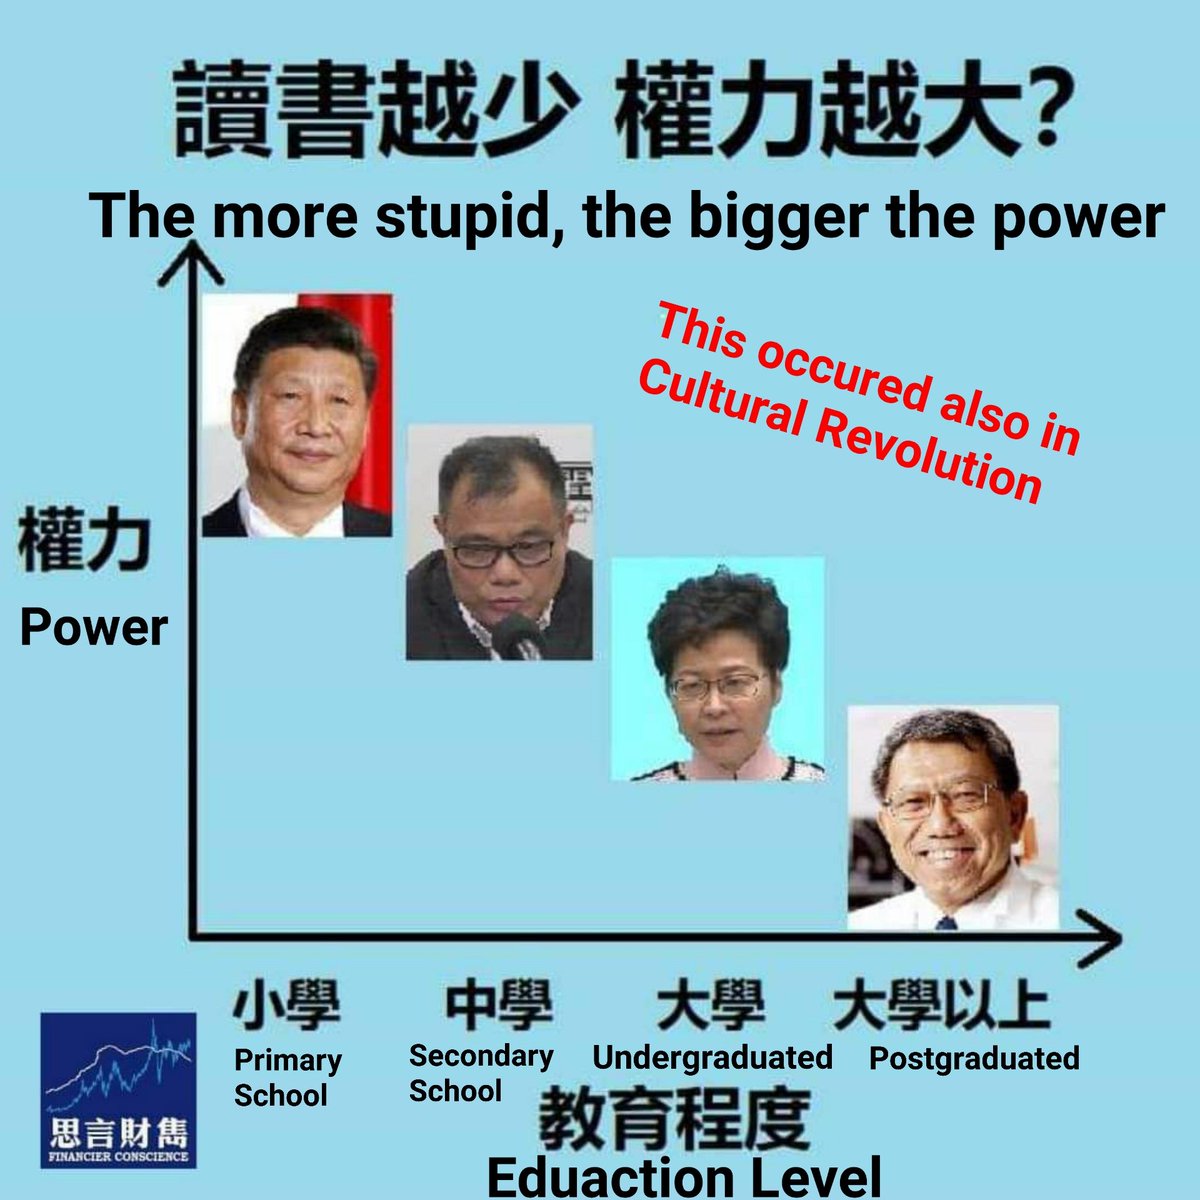 讀書越少 權力越大?
The more stupid, the bigger the power
This occured also in
Cultural Revolution
權力
Power
小學
中學
大學
大學以上
Primary
School
Secondary
School
Undergraduated
Postgraduated
教育程度
Eduaction Level
思言財雋
FINANCIER CONSCIENCE